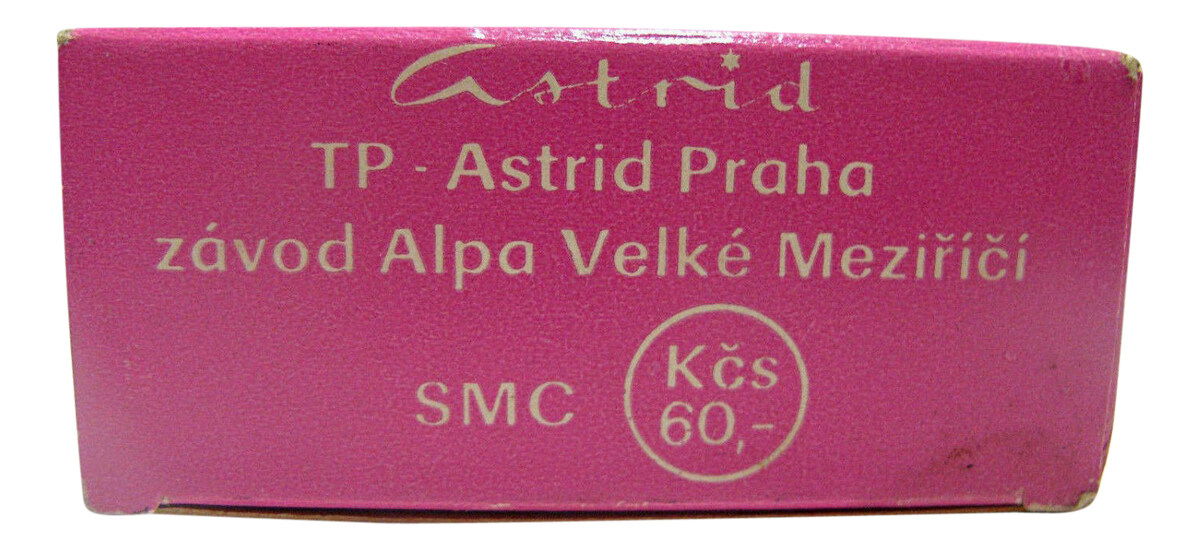 Astrid
TP - Astrid Praha
závod Alpa Velké Meziříčí
SMC
Kčs
60,-